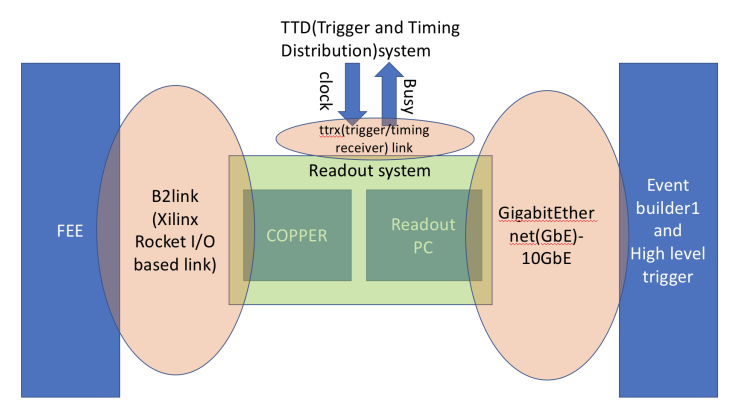 TTD(Trigger and Timing
Distribution)system
clock
Busy
ttrx(trigger/timing
receiver) link
Readout system
FEE
B2link
(Xilinx
Rocket I/O
based link)
COPPER
Readout
PC
GigabitEther
net(GbE)-
10GbE
Event
builder1
and
High level
trigger